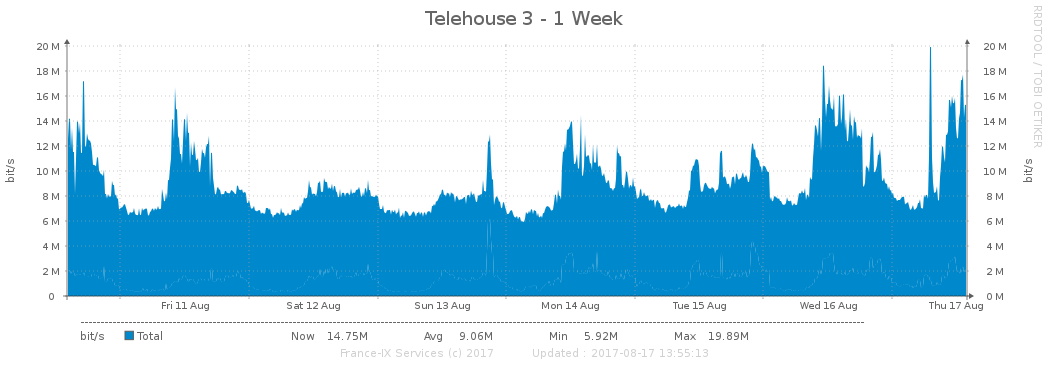 Telehouse 3 - 1 Week
RRDTOOL / TOBI OETIKER
bit/s
20 M 20 M
18 M 18 M
16 M 16 M
14 M 14 M
12 M 12 M
10 M 10 M
8 M 8 M
6 M 6 M
4 M 4 M
2 M 2 M
0 0 M
bit/s
Fri 11 Aug Sat 12 Aug Sun 13 Aug Mon 14 Aug Tue 15 Aug Wed 16 Aug Thu 17 Aug
bit/s Total Now 14.75M Avg 9.06M Min 5.92M Max 19.89M
France-IX Services (c) 2017 Updated : 2017-08-17 13:55:13